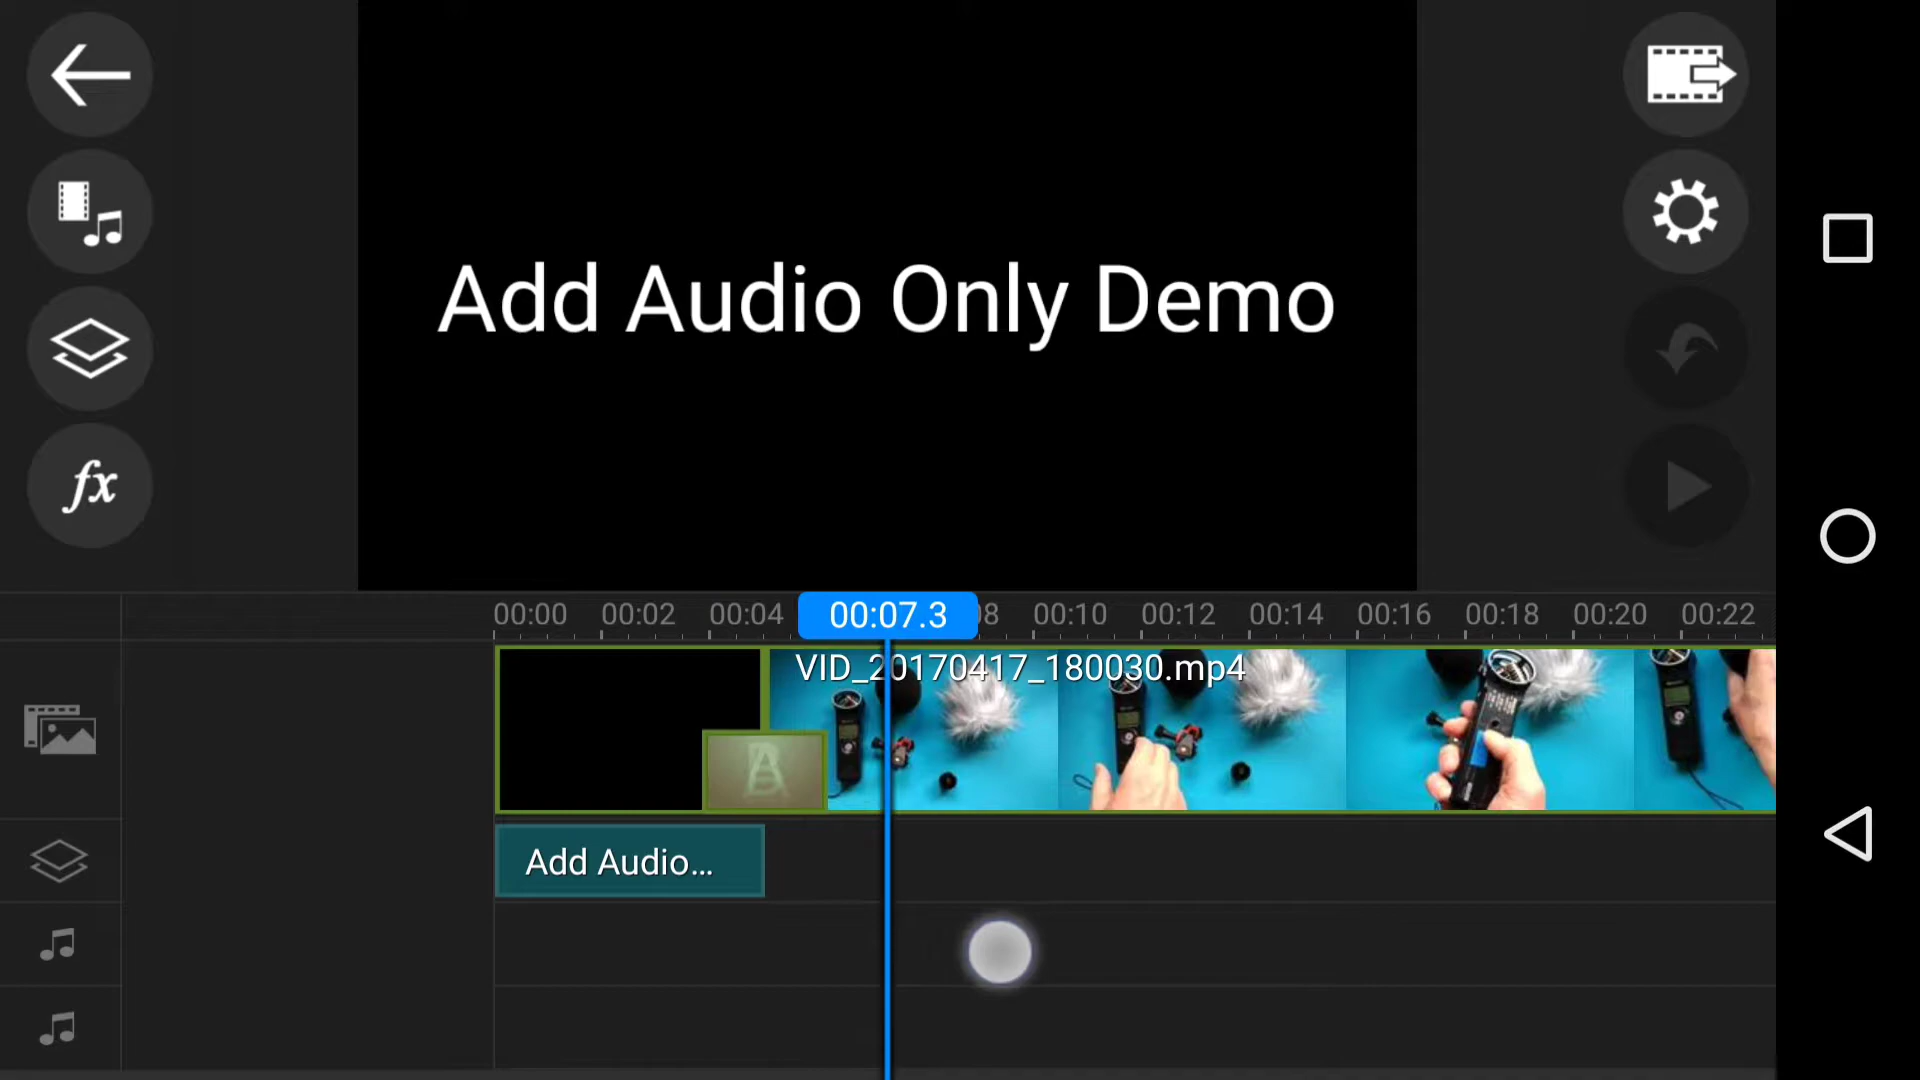 Add Audio Only Demo
fx
00:00 00:02 00:04 00:07.3 8 00:10 00:12 00:14 00:16 00:18 00:20 00:22
VID_20170417_180030.mp4
Add Audio...